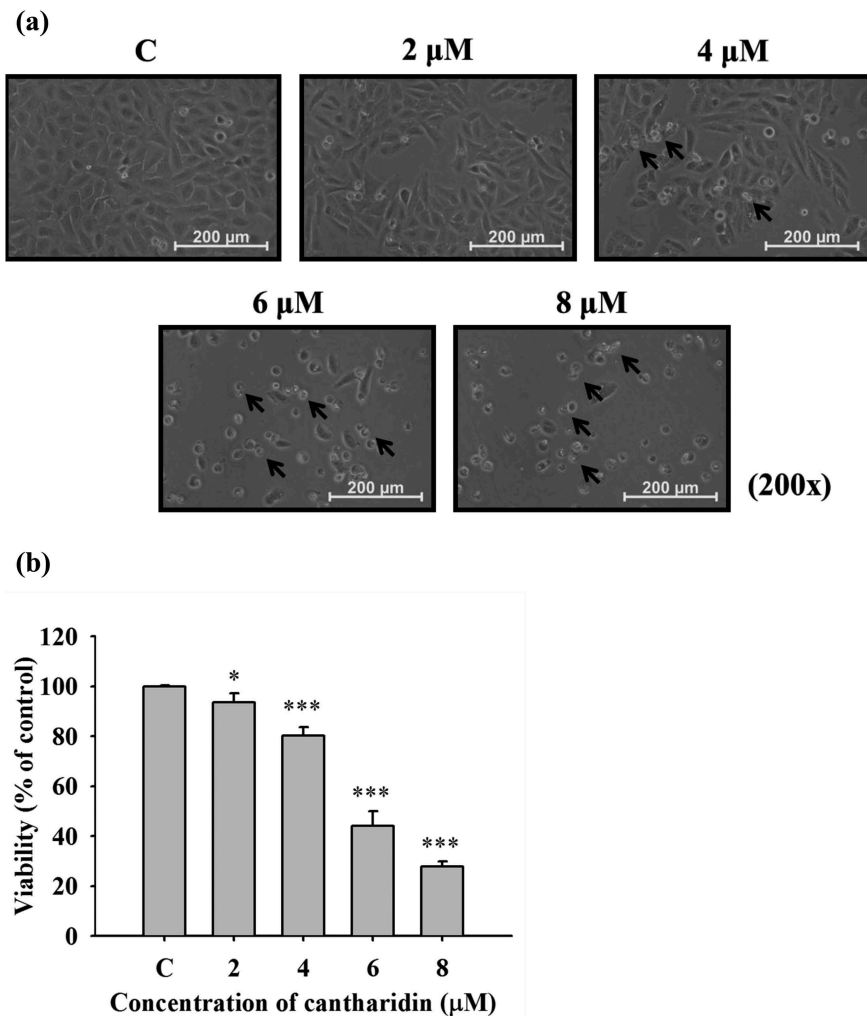 (a)
C 2 µM 4 µM
200 µm 200 µm 200 µm
6 µM 8 µM
200 µm 200 µm
(200x)
(b)
Viability (% of control)
120
100
80
60
40
20
0
* *** *** ***
C 2 4 6 8
Concentration of cantharidin (µM)